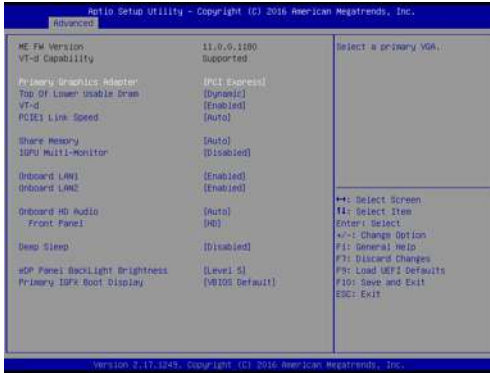 Aptio Setup Utility - Copyright (C) 2016 American Megatrends, Inc.
Advanced
ME FW Version 11.0.0.1180
VT-d Capability Supported
Primary Graphics Adapter [PCI Express]
Top Of Lower Usable Dram [Dynamic]
VT-d [Enabled]
PCIE1 Link Speed [Auto]
Share Memory [Auto]
IGPU Multi-Monitor [Disabled]
Onboard LAN1 [Enabled]
Onboard LAN2 [Enabled]
Onboard HD Audio [Auto]
Front Panel [HD]
Deep Sleep [Disabled]
eDP Panel BackLight Brightness [Level 5]
Primary IGFX Boot Display [VBIOS Default]
Select a primary VGA.
↔: Select Screen
↑↓: Select Item
Enter: Select
+/-: Change Option
F1: General Help
F7: Discard Changes
F9: Load UEFI Defaults
F10: Save and Exit
ESC: Exit
Version 2.17.1249. Copyright (C) 2016 American Megatrends, Inc.